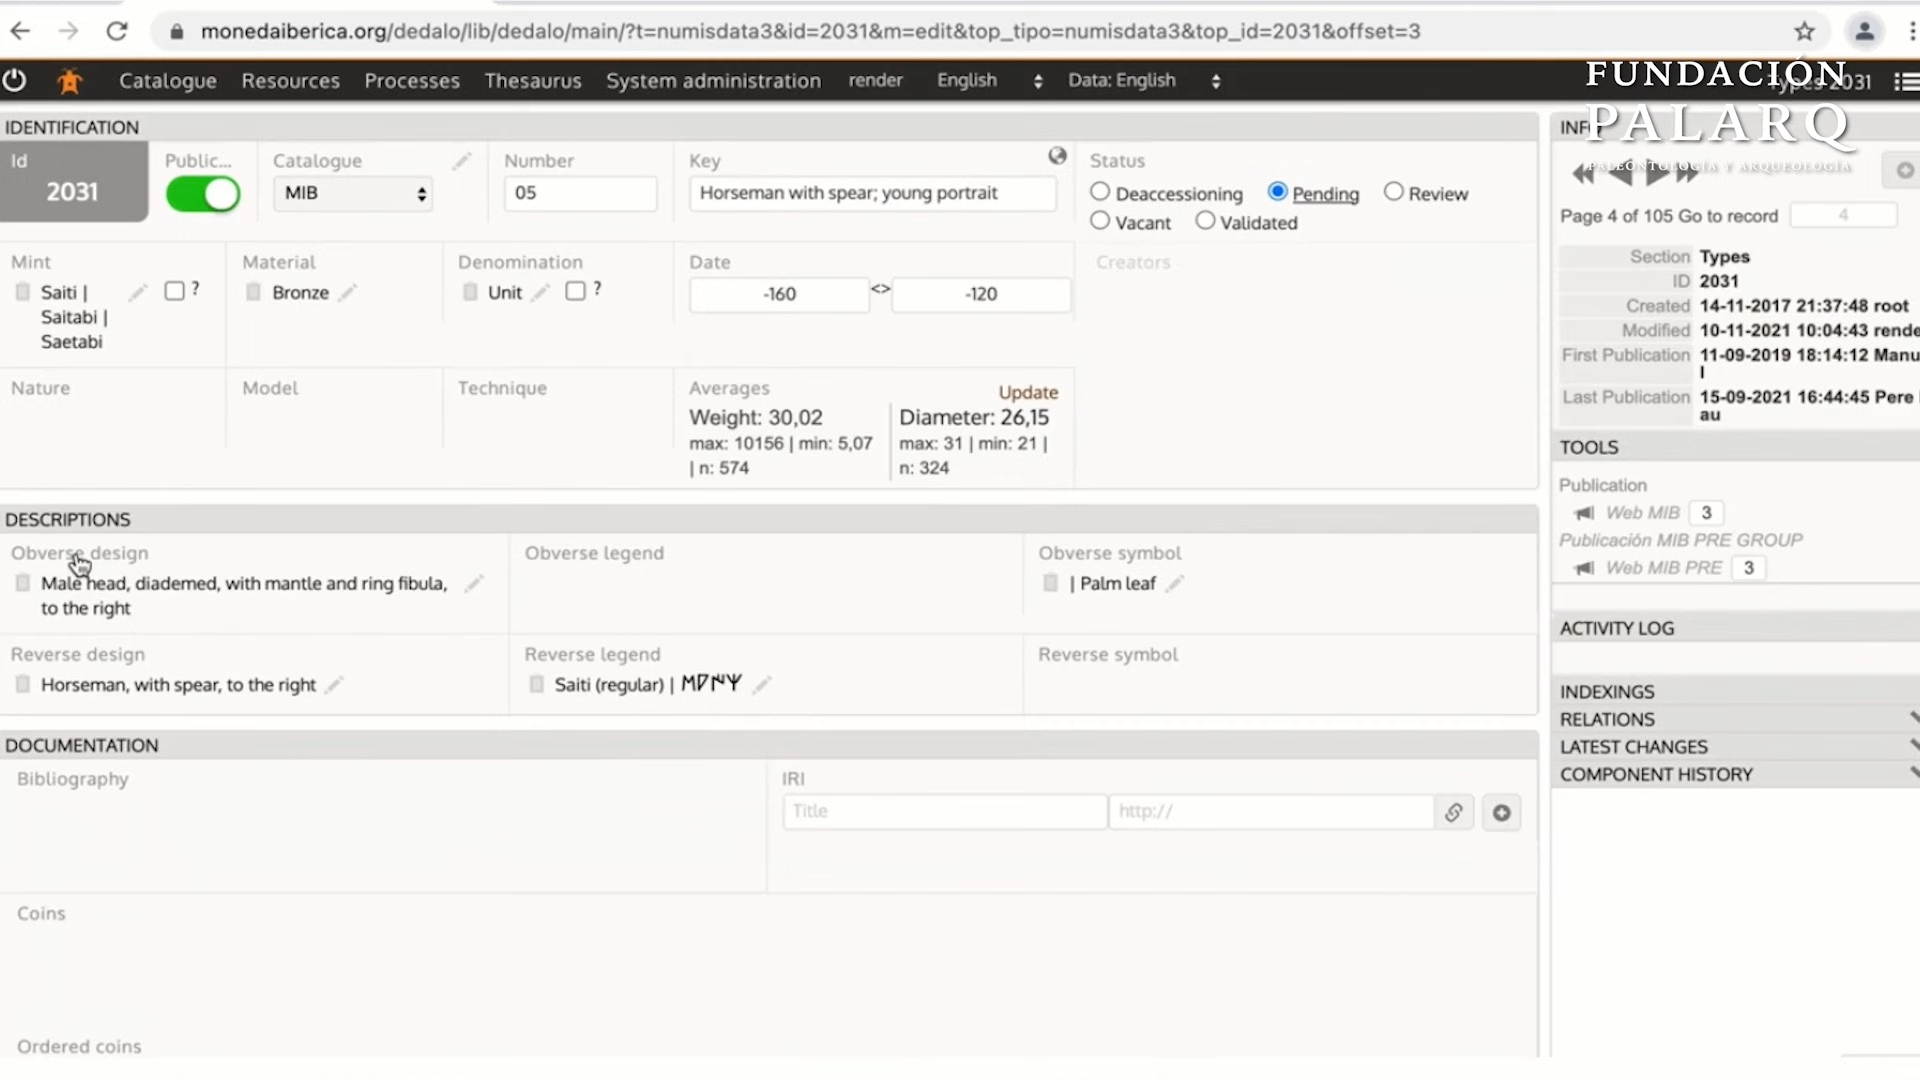 monedaiberica.org/dedalo/lib/dedalo/main/?t=numisdata3&id=2031&m=edit&top_tipo=numisdata3&top_id=2031&offset=3
Catalogue Resources Processes Thesaurus System administration render English Data: English Types 2031
FUNDACIÓN
PALARQ
PALEONTOLOGÍA Y ARQUEOLOGÍA
IDENTIFICATION
Id
2031
Public...
Catalogue
MIB
Number
05
Key
Horseman with spear; young portrait
Status
Deaccessioning Pending Review
Vacant Validated
Mint
Saiti |
Saitabi |
Saetabi
?
Material
Bronze
Denomination
Unit
?
Date
-160 <> -120
Creators
Nature
Model
Technique
Averages
Update
Weight: 30,02
max: 10156 | min: 5,07
| n: 574
Diameter: 26,15
max: 31 | min: 21 |
n: 324
DESCRIPTIONS
Obverse design
Male head, diademed, with mantle and ring fibula,
to the right
Obverse legend
Obverse symbol
| Palm leaf
Reverse design
Horseman, with spear, to the right
Reverse legend
Saiti (regular) |
Reverse symbol
DOCUMENTATION
Bibliography
IRI
Title
http://
Coins
Ordered coins
INFO
Page 4 of 105 Go to record 4
Section Types
ID 2031
Created 14-11-2017 21:37:48 root
Modified 10-11-2021 10:04:43 rende
First Publication 11-09-2019 18:14:12 Manu
l
Last Publication 15-09-2021 16:44:45 Pere
au
TOOLS
Publication
Web MIB 3
Publicación MIB PRE GROUP
Web MIB PRE 3
ACTIVITY LOG
INDEXINGS
RELATIONS
LATEST CHANGES
COMPONENT HISTORY